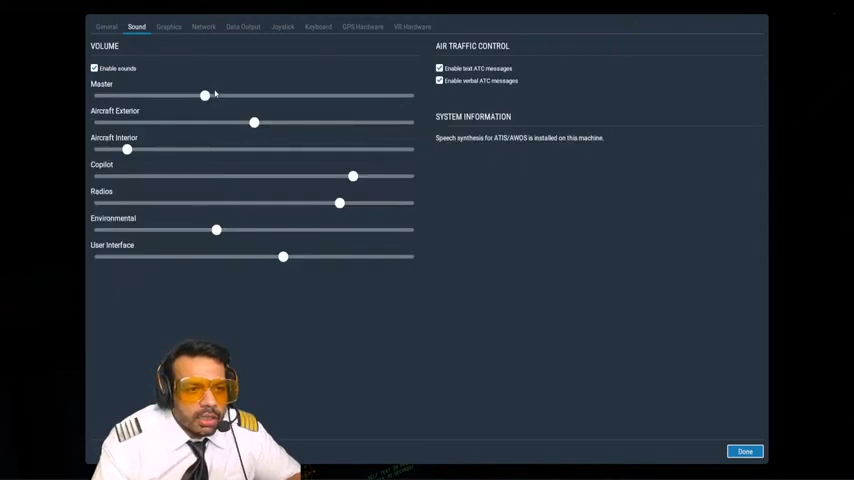 General Sound Graphics Network Data Output Joystick Keyboard GPS Hardware VR Hardware
VOLUME
Enable sounds
Master
Aircraft Exterior
Aircraft Interior
Copilot
Radios
Environmental
User Interface
AIR TRAFFIC CONTROL
Enable text ATC messages
Enable verbal ATC messages
SYSTEM INFORMATION
Speech synthesis for ATIS/AWOS is installed on this machine.
Done